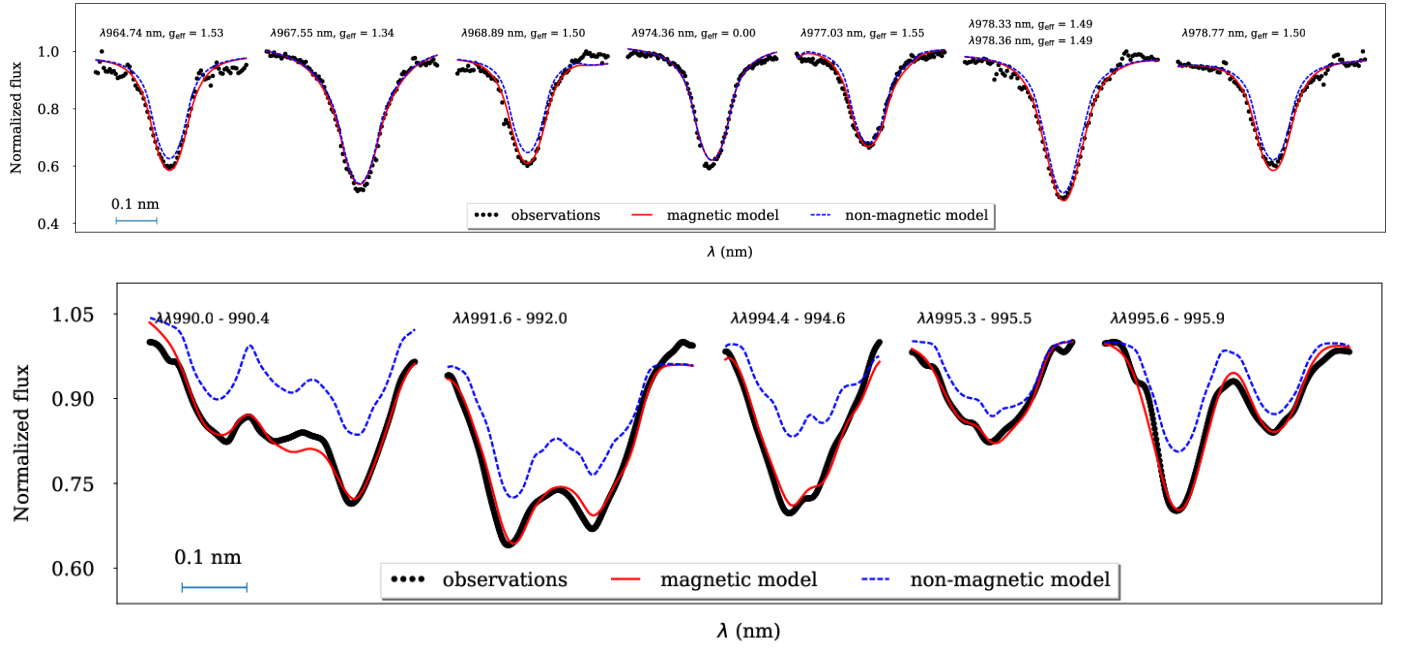 λ964.74 nm, g_eff = 1.53
λ967.55 nm, g_eff = 1.34
λ968.89 nm, g_eff = 1.50
λ974.36 nm, g_eff = 0.00
λ977.03 nm, g_eff = 1.55
λ978.33 nm, g_eff = 1.49
λ978.36 nm, g_eff = 1.49
λ978.77 nm, g_eff = 1.50
Normalized flux
1.0
0.8
0.6
0.4
0.1 nm
observations
magnetic model
non-magnetic model
λ (nm)
λλ990.0 - 990.4
λλ991.6 - 992.0
λλ994.4 - 994.6
λλ995.3 - 995.5
λλ995.6 - 995.9
Normalized flux
1.05
0.90
0.75
0.60
0.1 nm
observations
magnetic model
non-magnetic model
λ (nm)